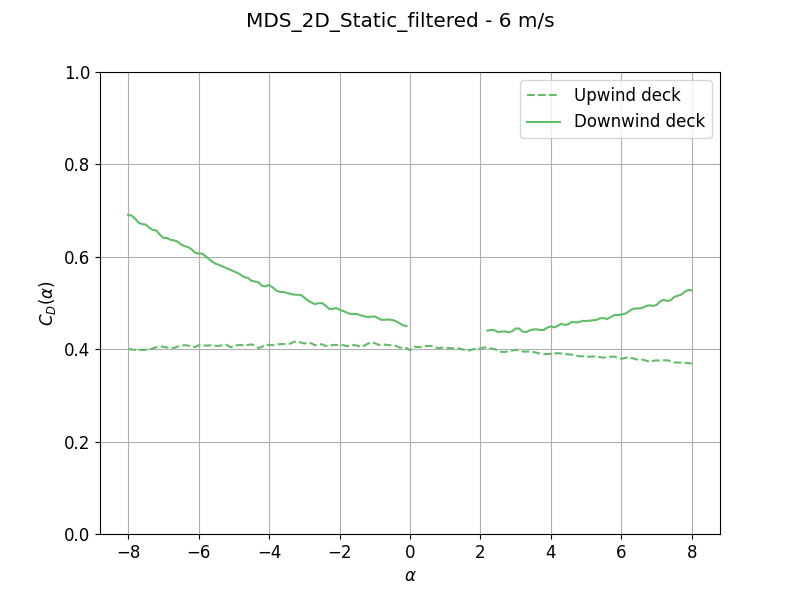 MDS_2D_Static_filtered - 6 m/s
Upwind deck
Downwind deck
1.0
0.8
0.6
0.4
0.2
0.0
C_D(α)
−8 −6 −4 −2 0 2 4 6 8
α